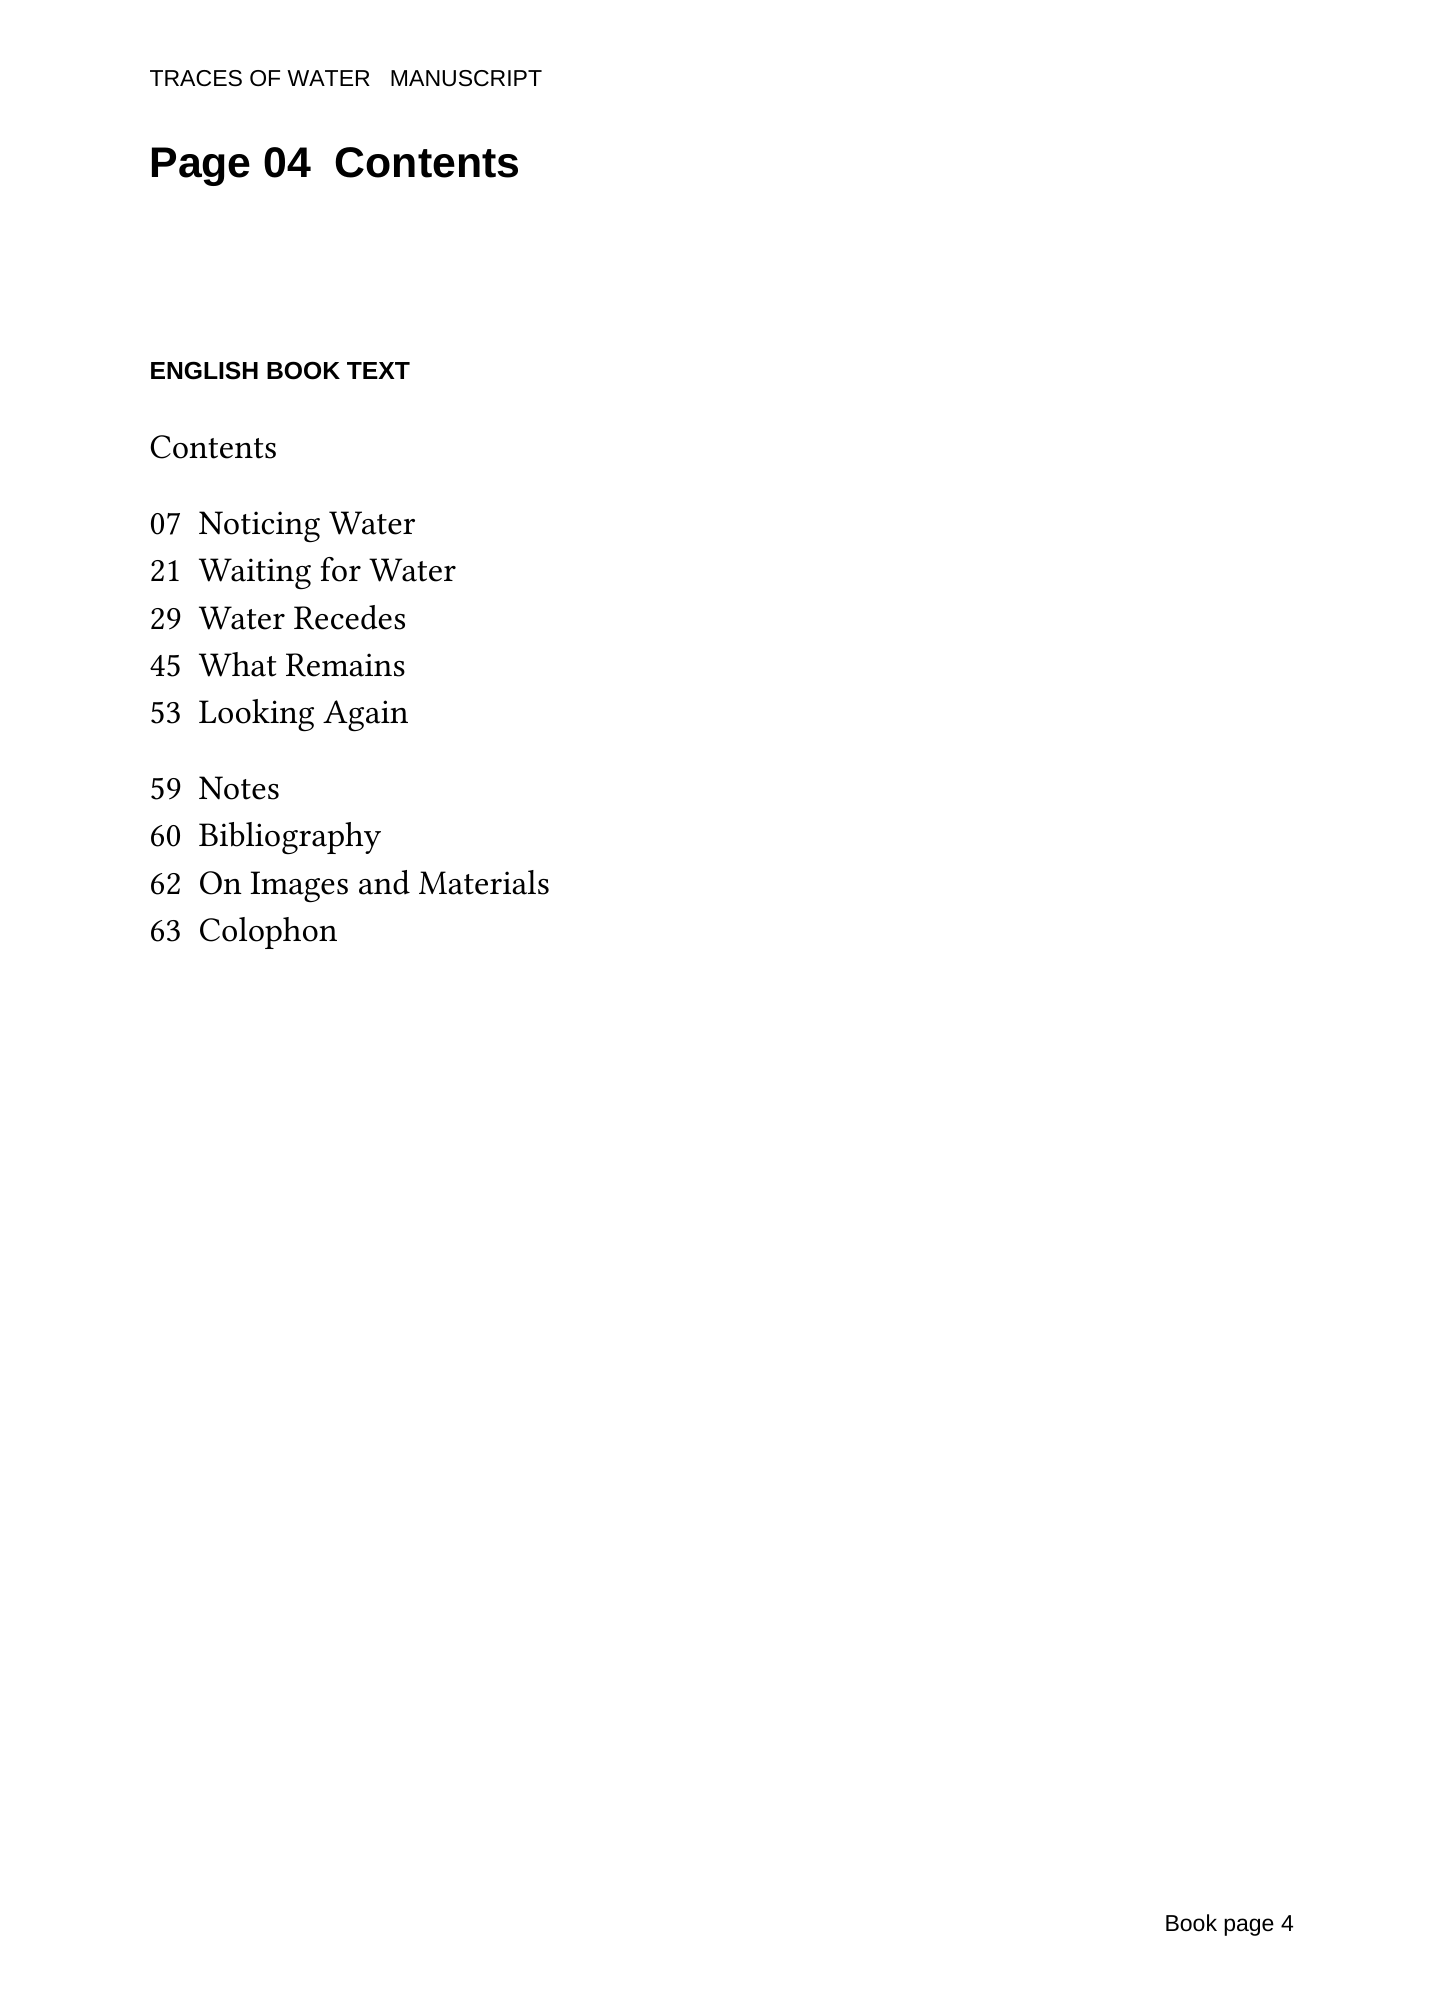 TRACES OF WATER MANUSCRIPT
Page 04 Contents
ENGLISH BOOK TEXT
Contents
07 Noticing Water
21 Waiting for Water
29 Water Recedes
45 What Remains
53 Looking Again
59 Notes
60 Bibliography
62 On Images and Materials
63 Colophon
Book page 4